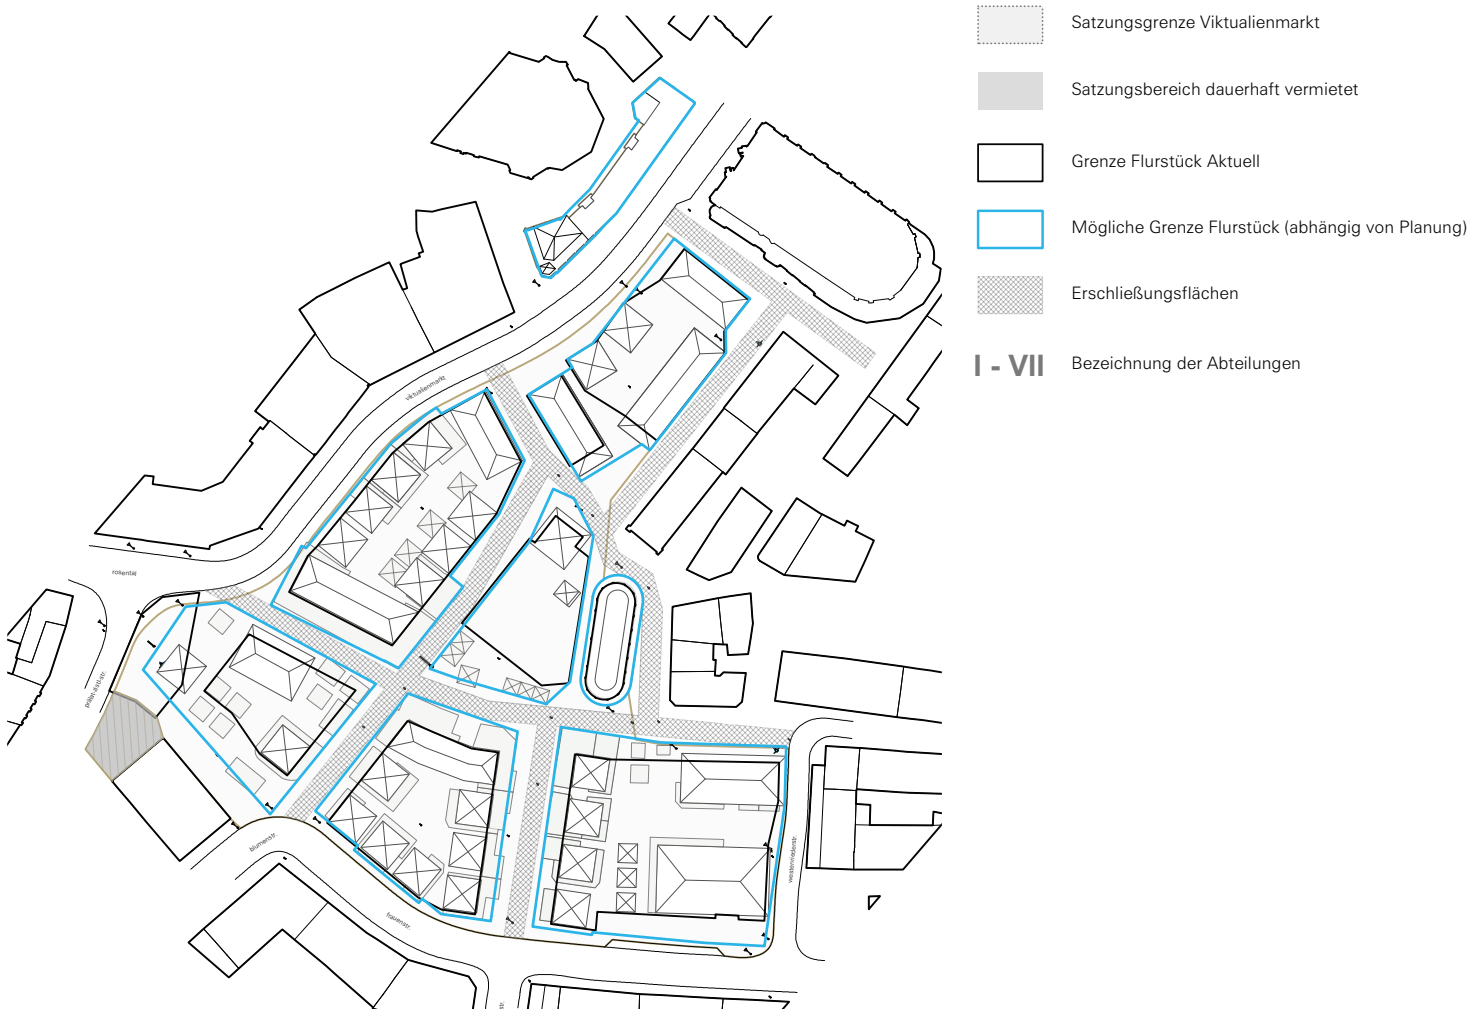 Satzungsgrenze Viktualienmarkt
Satzungsbereich dauerhaft vermietet
Grenze Flurstück Aktuell
Mögliche Grenze Flurstück (abhängig von Planung)
Erschließungsflächen
I - VII Bezeichnung der Abteilungen
viktualienmarkt
rosental
blumenstr.
frauenstr.
westenriederstr.
str.